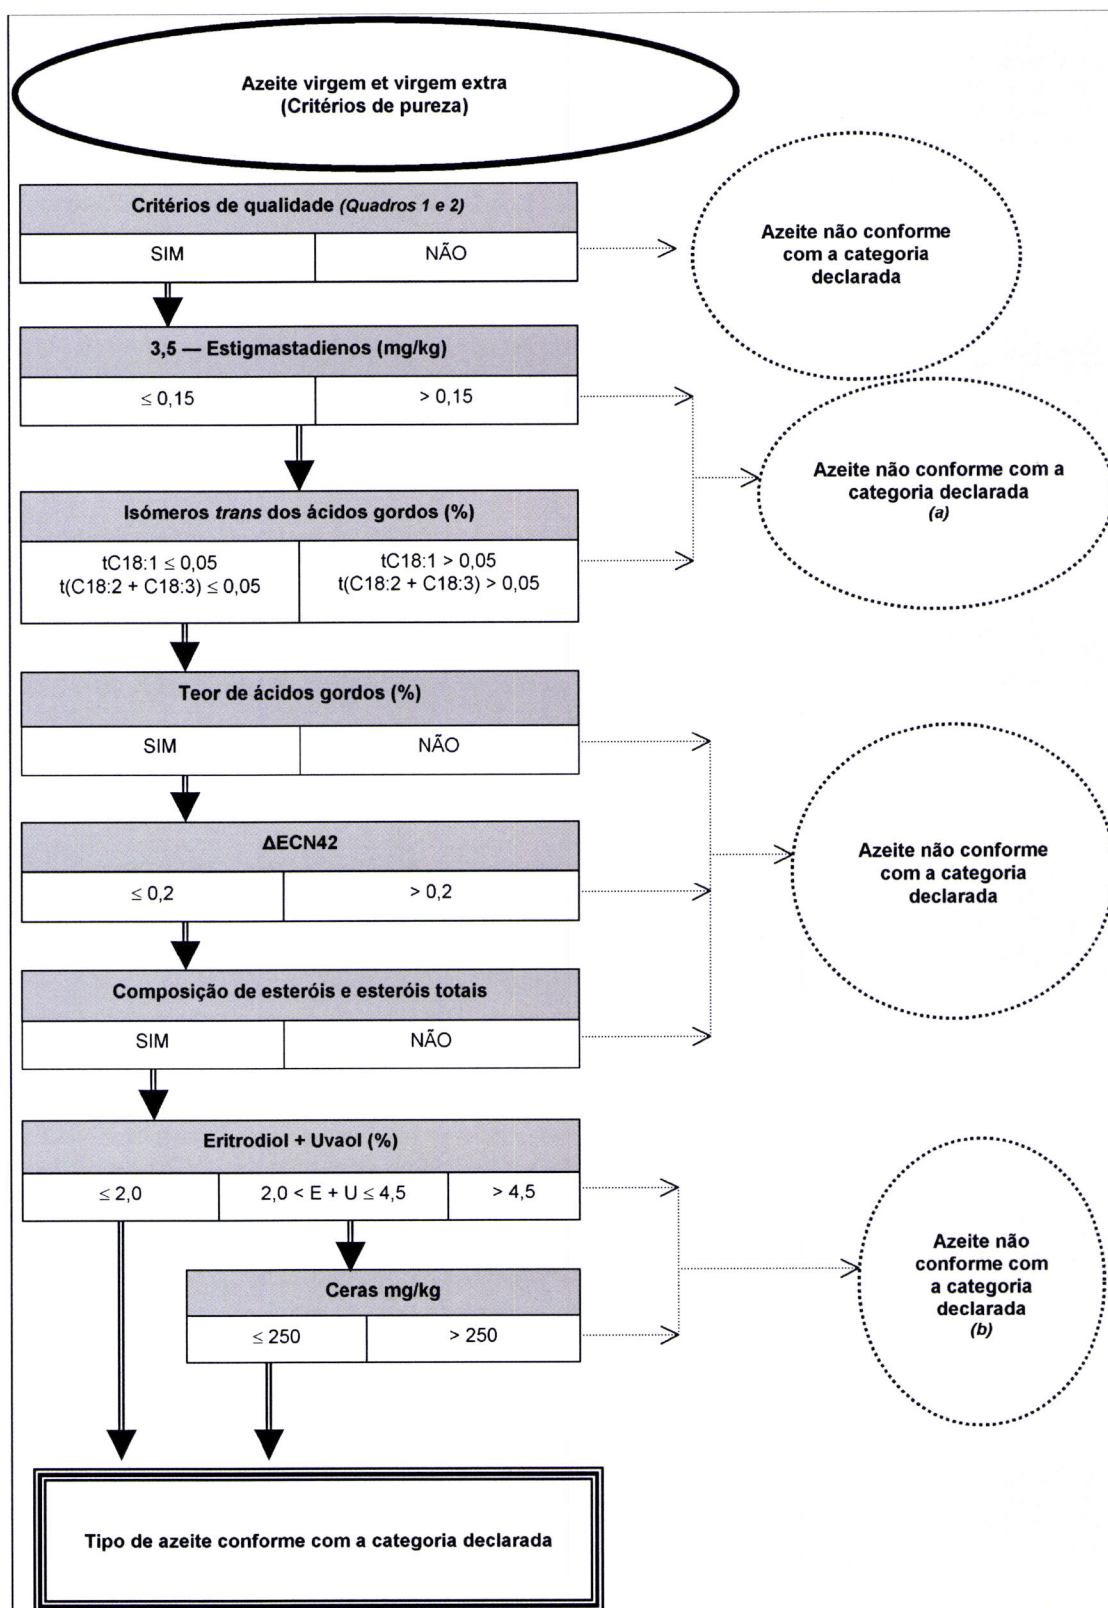 Azeite virgem et virgem extra
(Critérios de pureza)
Critérios de qualidade (Quadros 1 e 2)
SIM NÃO
Azeite não conforme
com a categoria
declarada
3,5 — Estigmastadienos (mg/kg)
≤ 0,15 > 0,15
Azeite não conforme com a
categoria declarada
(a)
Isómeros trans dos ácidos gordos (%)
tC18:1 ≤ 0,05 tC18:1 > 0,05
t(C18:2 + C18:3) ≤ 0,05 t(C18:2 + C18:3) > 0,05
Teor de ácidos gordos (%)
SIM NÃO
ΔECN42
≤ 0,2 > 0,2
Azeite não conforme
com a categoria
declarada
Composição de esteróis e esteróis totais
SIM NÃO
Eritrodiol + Uvaol (%)
≤ 2,0 2,0 < E + U ≤ 4,5 > 4,5
Ceras mg/kg
≤ 250 > 250
Azeite não
conforme com
a categoria
declarada
(b)
Tipo de azeite conforme com a categoria declarada